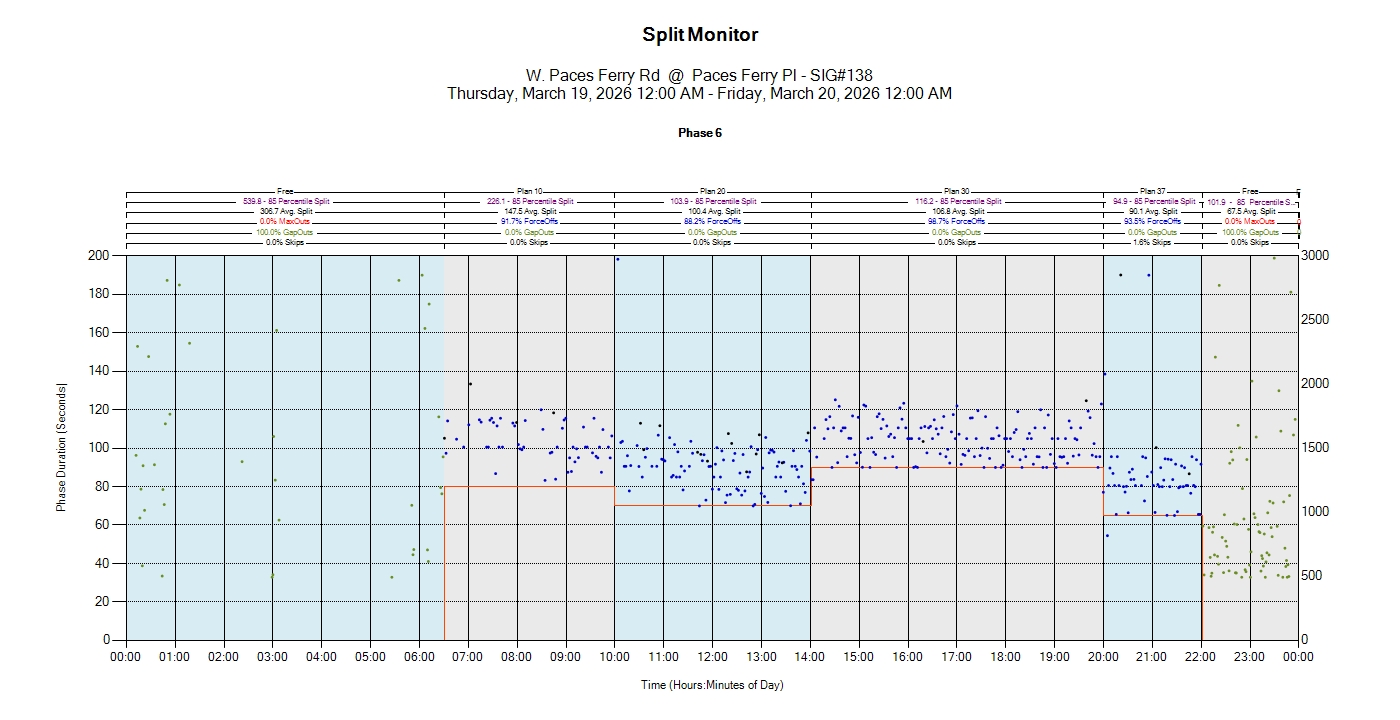 Split Monitor
W. Paces Ferry Rd @ Paces Ferry Pl - SIG#138
Thursday, March 19, 2026 12:00 AM - Friday, March 20, 2026 12:00 AM
Phase 6
Free Plan 10 Plan 20 Plan 30 Plan 37 Free F
539.8 - 85 Percentile Split 226.1 - 85 Percentile Split 103.9 - 85 Percentile Split 116.2 - 85 Percentile Split 94.9 - 85 Percentile Split 101.9 - 85 Percentile S...
306.7 Avg. Split 147.5 Avg. Split 100.4 Avg. Split 106.8 Avg. Split 90.1 Avg. Split 67.5 Avg. Split
0.0% MaxOuts 91.7% ForceOffs 88.2% ForceOffs 98.7% ForceOffs 93.5% ForceOffs 0.0% MaxOuts
100.0% GapOuts 0.0% GapOuts 0.0% GapOuts 0.0% GapOuts 0.0% GapOuts 100.0% GapOuts
0.0% Skips 0.0% Skips 0.0% Skips 0.0% Skips 1.6% Skips 0.0% Skips
200 3000
180
2500
160
140
2000
120
100 1500
80
1000
60
40
500
20
0 0
Phase Duration [Seconds]
00:00 01:00 02:00 03:00 04:00 05:00 06:00 07:00 08:00 09:00 10:00 11:00 12:00 13:00 14:00 15:00 16:00 17:00 18:00 19:00 20:00 21:00 22:00 23:00 00:00
Time (Hours:Minutes of Day)